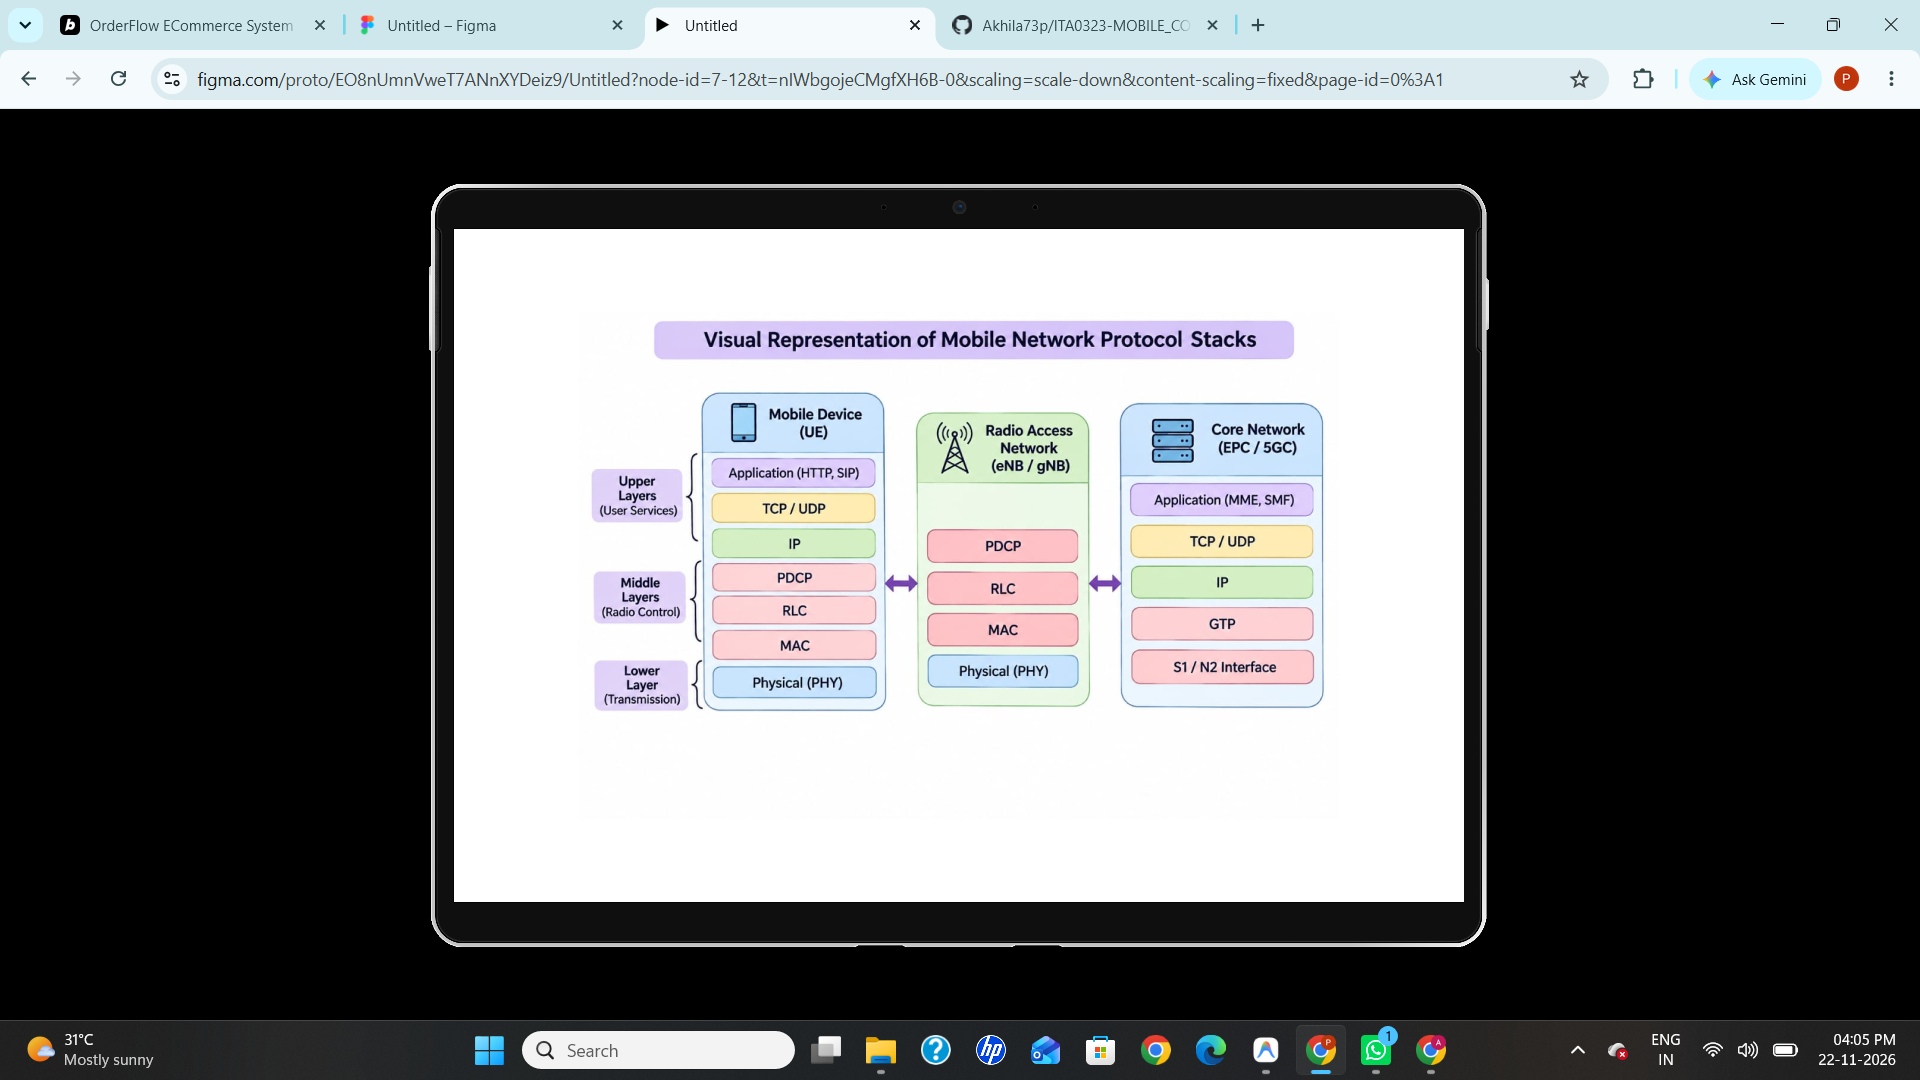 OrderFlow ECommerce System
Untitled – Figma
Untitled
Akhila73p/ITA0323-MOBILE_CO
figma.com/proto/EO8nUmnVweT7ANnXYDeiz9/Untitled?node-id=7-12&t=nIWbgojeCMgfXH6B-0&scaling=scale-down&content-scaling=fixed&page-id=0%3A1
Ask Gemini
P
Visual Representation of Mobile Network Protocol Stacks
Mobile Device
(UE)
Application (HTTP, SIP)
TCP / UDP
IP
PDCP
RLC
MAC
Physical (PHY)
Upper
Layers
(User Services)
Middle
Layers
(Radio Control)
Lower
Layer
(Transmission)
Radio Access
Network
(eNB / gNB)
PDCP
RLC
MAC
Physical (PHY)
Core Network
(EPC / 5GC)
Application (MME, SMF)
TCP / UDP
IP
GTP
S1 / N2 Interface
31°C
Mostly sunny
Search
hp
P
1
A
ENG
IN
04:05 PM
22-11-2026